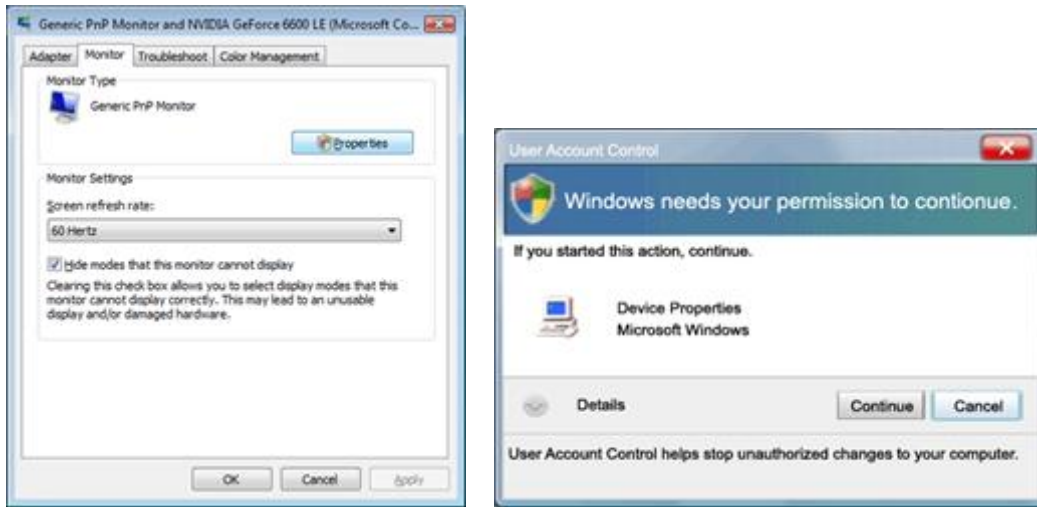 Generic PnP Monitor and NVIDIA GeForce 6600 LE (Microsoft Co...
Adapter Monitor Troubleshoot Color Management
Monitor Type
Generic PnP Monitor
Properties
Monitor Settings
Screen refresh rate:
60 Hertz
Hide modes that this monitor cannot display
Clearing this check box allows you to select display modes that this
monitor cannot display correctly. This may lead to an unusable
display and/or damaged hardware.
OK Cancel Apply
User Account Control
Windows needs your permission to contionue.
If you started this action, continue.
Device Properties
Microsoft Windows
Details Continue Cancel
User Account Control helps stop unauthorized changes to your computer.